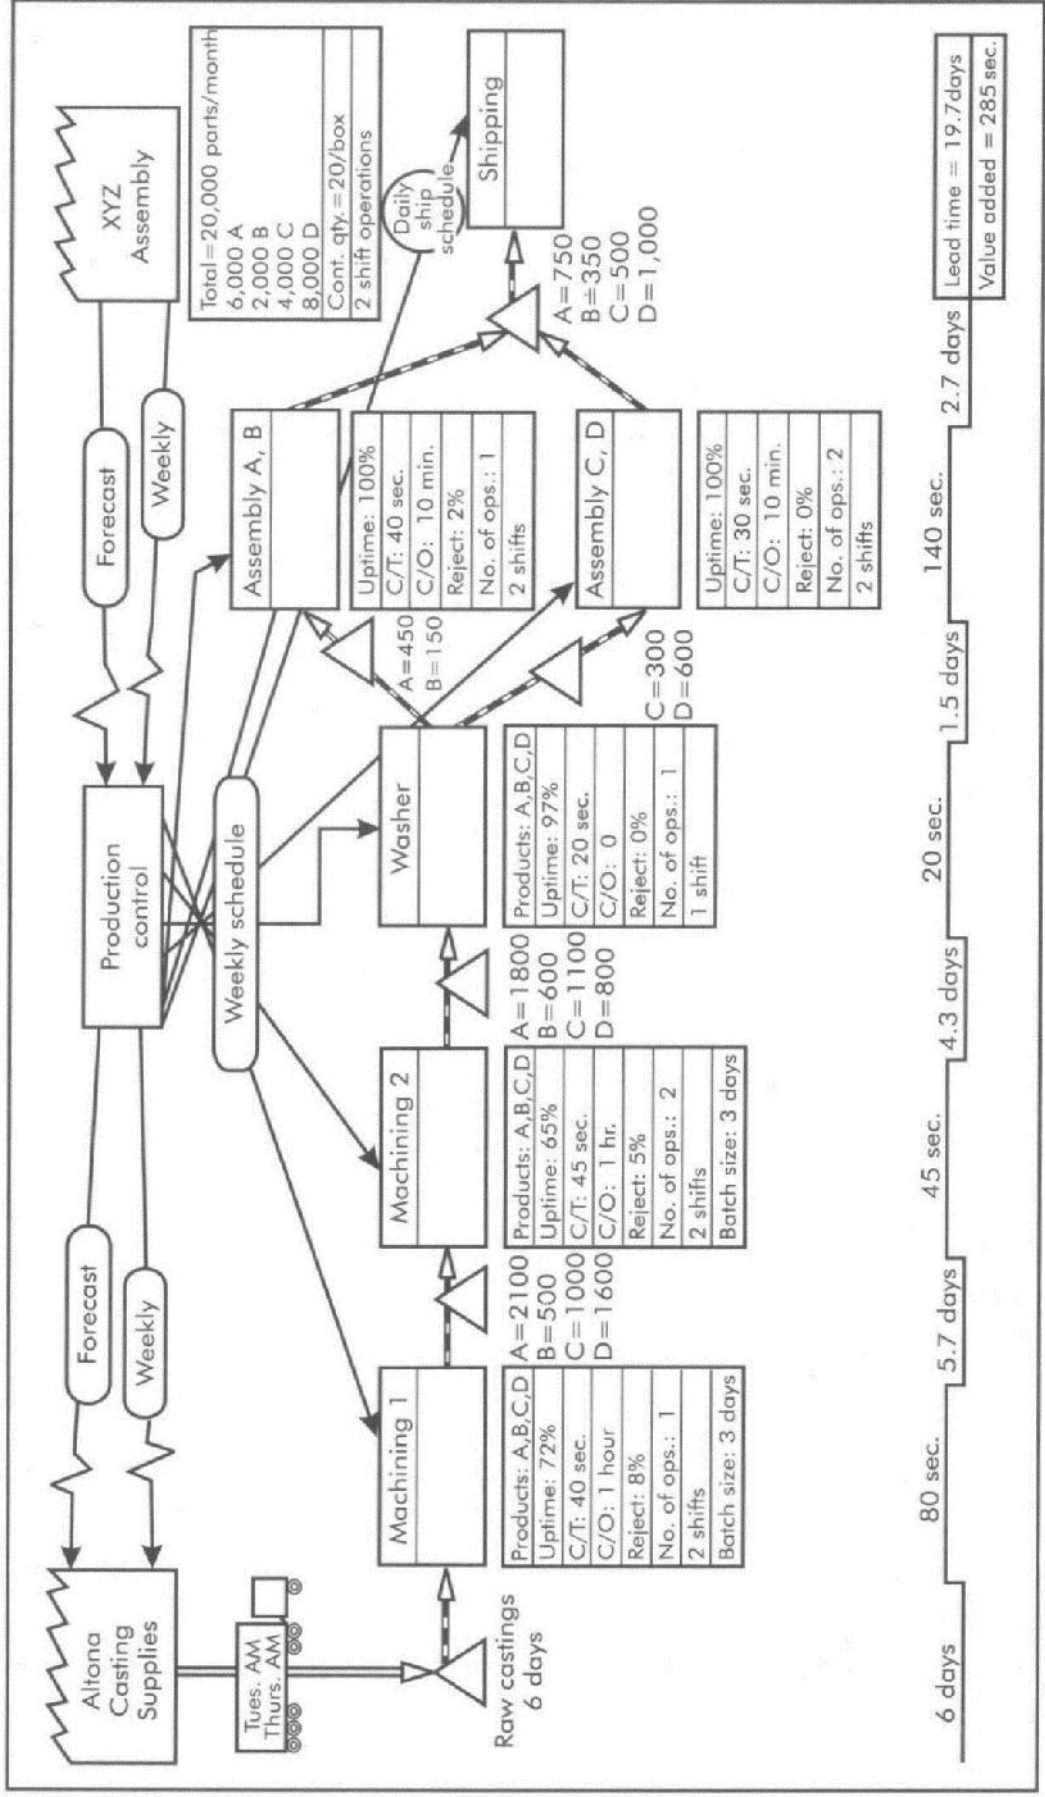 Altona
Casting
Supplies
Forecast
Weekly
Production
control
Forecast
Weekly
XYZ
Assembly
Tues. AM
Thurs. AM
Weekly schedule
Total=20,000 parts/month
6,000 A
2,000 B
4,000 C
8,000 D
Cont. qty.=20/box
2 shift operations
Daily
ship
schedule
Raw castings
6 days
Machining 1
Products: A,B,C,D
Uptime: 72%
C/T: 40 sec.
C/O: 1 hour
Reject: 8%
No. of ops.: 1
2 shifts
Batch size: 3 days
A=2100
B=500
C=1000
D=1600
Machining 2
Products: A,B,C,D
Uptime: 65%
C/T: 45 sec.
C/O: 1 hr.
Reject: 5%
No. of ops.: 2
2 shifts
Batch size: 3 days
A=1800
B=600
C=1100
D=800
Washer
Products: A,B,C,D
Uptime: 97%
C/T: 20 sec.
C/O: 0
Reject: 0%
No. of ops.: 1
1 shift
A=450
B=150
C=300
D=600
Assembly A, B
Uptime: 100%
C/T: 40 sec.
C/O: 10 min.
Reject: 2%
No. of ops.: 1
2 shifts
Assembly C, D
Uptime: 100%
C/T: 30 sec.
C/O: 10 min.
Reject: 0%
No. of ops.: 2
2 shifts
A=750
B=350
C=500
D=1,000
Shipping
6 days
80 sec.
5.7 days
45 sec.
4.3 days
20 sec.
1.5 days
140 sec.
2.7 days
Lead time = 19.7days
Value added = 285 sec.